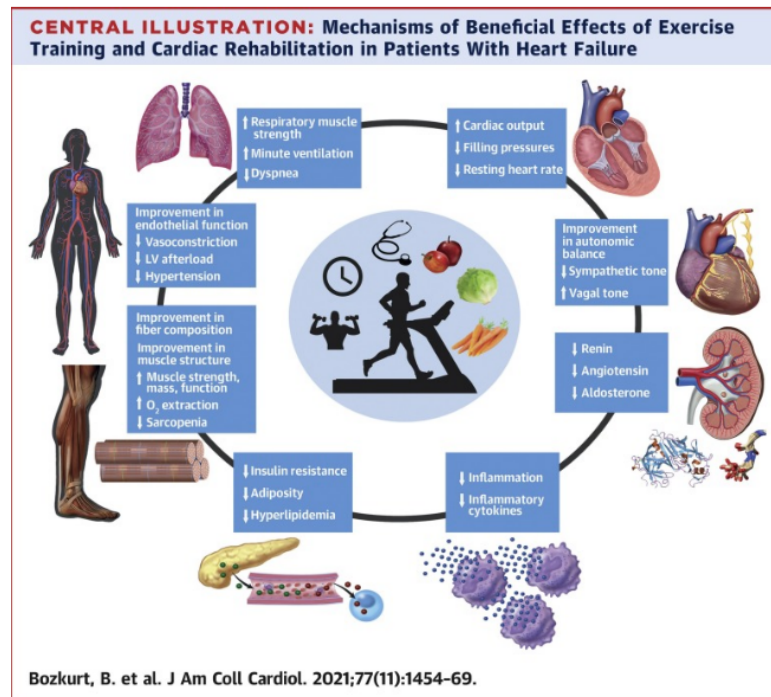 CENTRAL ILLUSTRATION: Mechanisms of Beneficial Effects of Exercise
Training and Cardiac Rehabilitation in Patients With Heart Failure
↑ Respiratory muscle
strength
↑ Minute ventilation
↓ Dyspnea
↑ Cardiac output
↓ Filling pressures
↓ Resting heart rate
Improvement in
endothelial function
↓ Vasoconstriction
↓ LV afterload
↓ Hypertension
Improvement
in autonomic
balance
↓ Sympathetic tone
↑ Vagal tone
Improvement in
fiber composition
Improvement in
muscle structure
↑ Muscle strength,
mass, function
↑ O₂ extraction
↓ Sarcopenia
↓ Renin
↓ Angiotensin
↓ Aldosterone
↓ Insulin resistance
↓ Adiposity
↓ Hyperlipidemia
↓ Inflammation
↓ Inflammatory
cytokines
Bozkurt, B. et al. J Am Coll Cardiol. 2021;77(11):1454–69.